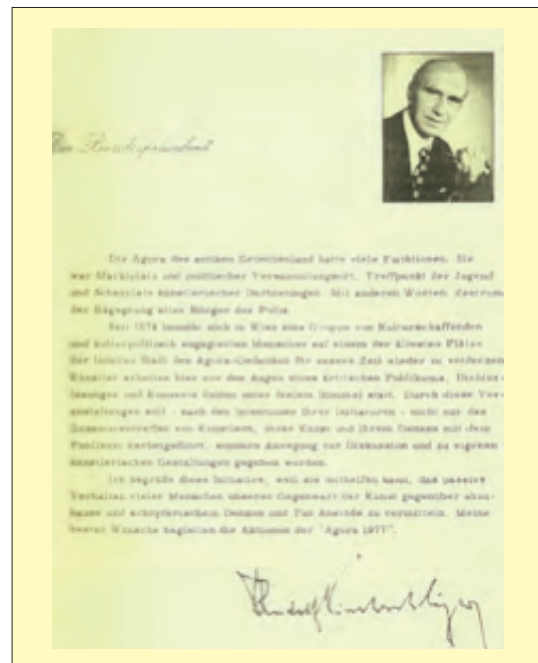 Der Bundespräsident
Die Agora des antiken Griechenland hatte viele Funktionen. Sie
war Marktplatz und politischer Versammlungsort, Treffpunkt der Jugend
und Schauplatz künstlerischer Darbietungen. Mit anderen Worten: Zentrum
der Begegnung aller Bürger der Polis.
Seit 1974 bemüht sich in Wien eine Gruppe von Kulturschaffenden
und kulturpolitisch engagierten Menschen auf einem der ältesten Plätze
der Inneren Stadt den Agora-Gedanken für unsere Zeit wieder zu
Künstler arbeiten hier vor den Augen eines kritischen Publikums, Dichter-
lesungen und Konzerte finden unter freiem Himmel statt. Durch diese Ver-
anstaltungen soll - nach den Intentionen ihrer Initiatoren - nicht nur das
Zusammentreffen von Künstlern, ihrer Kunst und ihrem Denken mit dem
Publikum herbeigeführt, sondern Anregung zur Diskussion und zu eigenen
künstlerischen Gestaltungen gegeben werden.
Ich begrüße diese Initiative, weil sie mithelfen kann, das passive
Verhalten vieler Menschen unserer Gegenwart der Kunst gegenüber abzu-
bauen und schöpferischem Denken und Tun Anreize zu vermitteln. Meine
besten Wünsche begleiten die Aktionen der "Agora 1977".